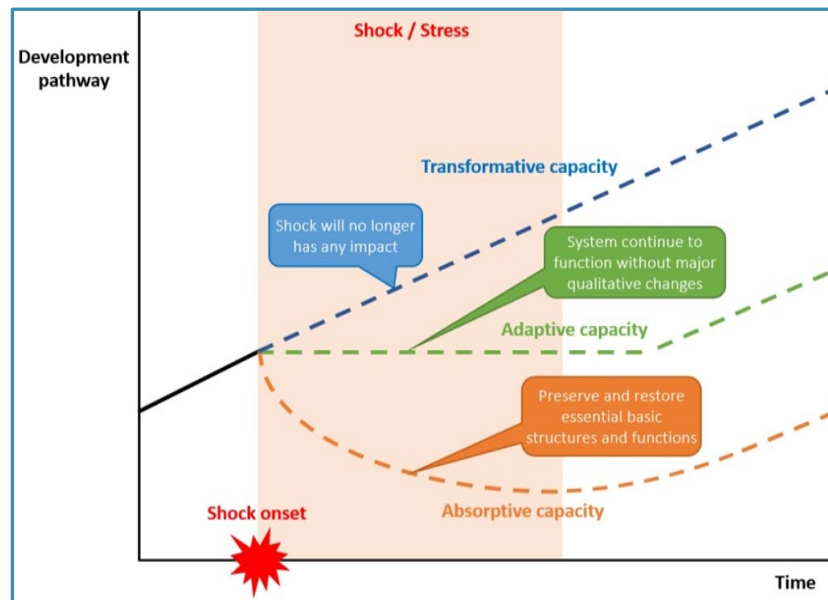 Shock / Stress
Development
pathway
Transformative capacity
Shock will no longer
has any impact
System continue to
function without major
qualitative changes
Adaptive capacity
Preserve and restore
essential basic
structures and functions
Shock onset
Absorptive capacity
Time